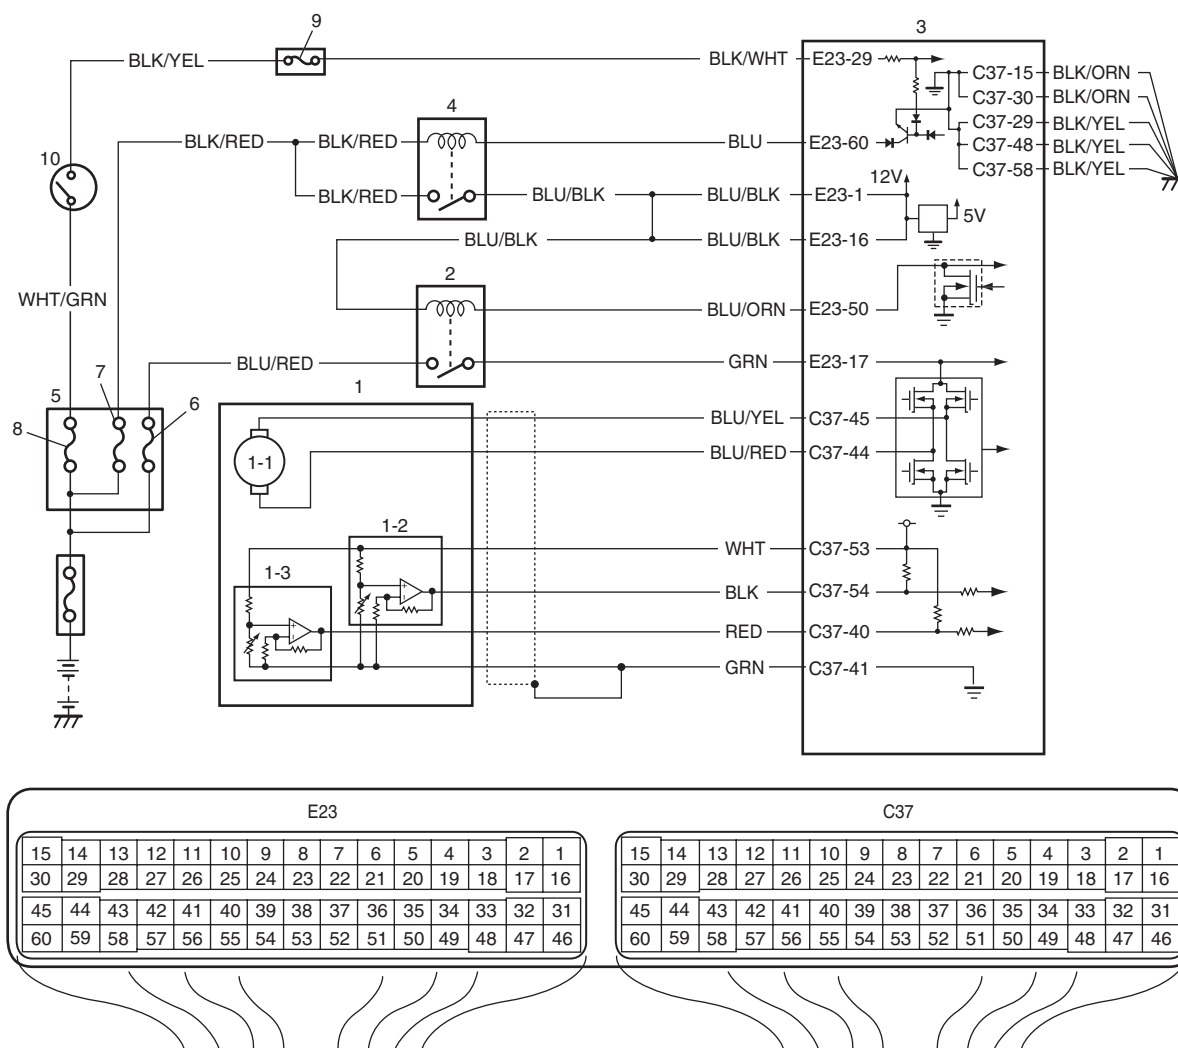 9
3
BLK/YEL
BLK/WHT
E23-29
C37-15
BLK/ORN
C37-30
BLK/ORN
4
C37-29
BLK/YEL
BLK/RED
BLK/RED
BLU
E23-60
C37-48
BLK/YEL
10
C37-58
BLK/YEL
12V
BLK/RED
BLU/BLK
BLU/BLK
E23-1
5V
BLU/BLK
BLU/BLK
E23-16
2
WHT/GRN
BLU/ORN
E23-50
BLU/RED
GRN
E23-17
7
1
5
6
8
BLU/YEL
C37-45
1-1
BLU/RED
C37-44
1-2
WHT
C37-53
1-3
+
−
BLK
C37-54
+
−
RED
C37-40
GRN
C37-41
E23
C37
15 14 13 12 11 10 9 8 7 6 5 4 3 2 1
30 29 28 27 26 25 24 23 22 21 20 19 18 17 16
45 44 43 42 41 40 39 38 37 36 35 34 33 32 31
60 59 58 57 56 55 54 53 52 51 50 49 48 47 46
15 14 13 12 11 10 9 8 7 6 5 4 3 2 1
30 29 28 27 26 25 24 23 22 21 20 19 18 17 16
45 44 43 42 41 40 39 38 37 36 35 34 33 32 31
60 59 58 57 56 55 54 53 52 51 50 49 48 47 46